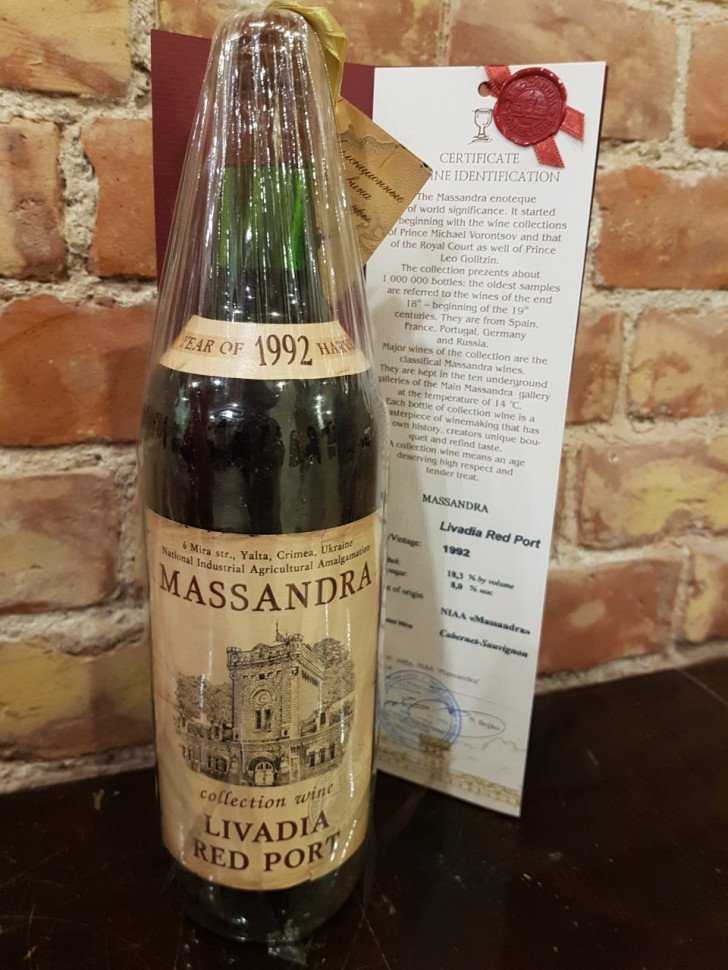 YEAR OF 1992
6 Mira str., Yalta, Crimea, Ukraine
National Industrial Agricultural Amalgamation
MASSANDRA
collection wine
LIVADIA
RED PORT
CERTIFICATE
IDENTIFICATION
The Massandra enoteque
of world significance. It started
beginning with the wine collections
of Prince Michael Vorontsov and that
of the Royal Court as well of Prince
Leo Golitzin.
The collection prezents about
1 000 000 bottles: the oldest samples
are referred to the wines of the end
18th – beginning of the 19th
centuries. They are from Spain,
France, Portugal, Germany
and Russia.
Major wines of the collection are the
classifical Massandra wines.
They are kept in the ten underground
galleries of the Main Massandra gallery
at the temperature of 14 °C.
Each bottle of collection wine is a
masterpiece of winemaking that has
own history, creators unique bou-
quet and refind taste.
A collection wine means an age
deserving high respect and
tender treat.
MASSANDRA
Livadia Red Port
Vintage: 1992
18,3 % by volume
8,0 %
of origin
NIAA «Massandra»
Cabernet-Sauvignon